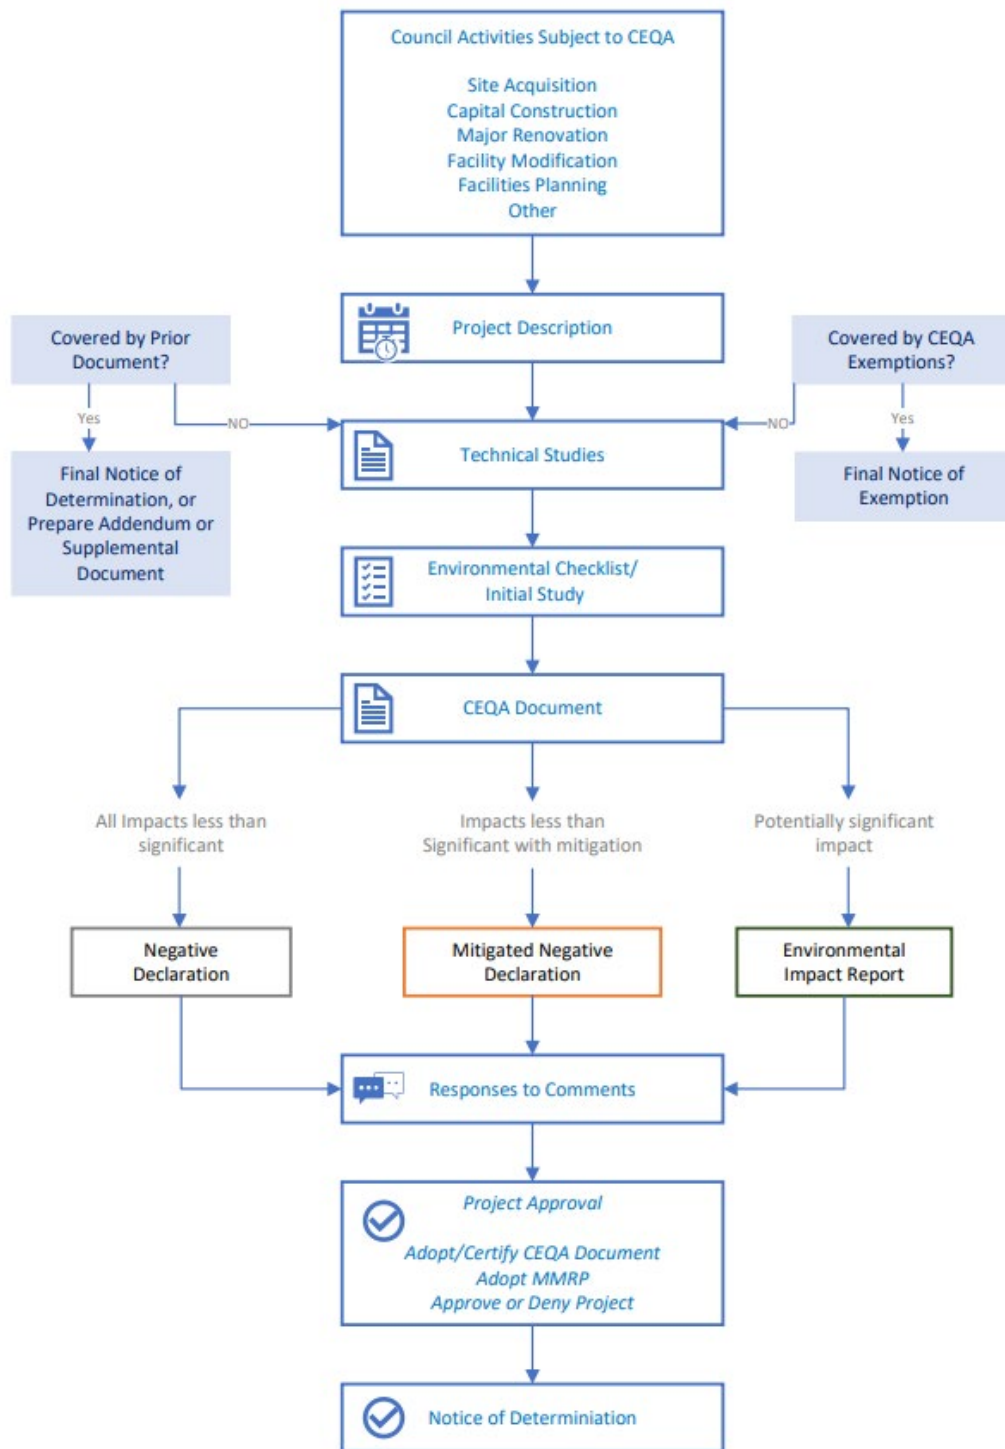 Council Activities Subject to CEQA
Site Acquisition
Capital Construction
Major Renovation
Facility Modification
Facilities Planning
Other
Project Description
Covered by Prior
Document?
Covered by CEQA
Exemptions?
Yes
NO
NO
Yes
Technical Studies
Final Notice of
Determination, or
Prepare Addendum or
Supplemental
Document
Final Notice of
Exemption
Environmental Checklist/
Initial Study
CEQA Document
All Impacts less than
significant
Impacts less than
Significant with mitigation
Potentially significant
impact
Negative
Declaration
Mitigated Negative
Declaration
Environmental
Impact Report
Responses to Comments
Project Approval
Adopt/Certify CEQA Document
Adopt MMRP
Approve or Deny Project
Notice of Determiniation